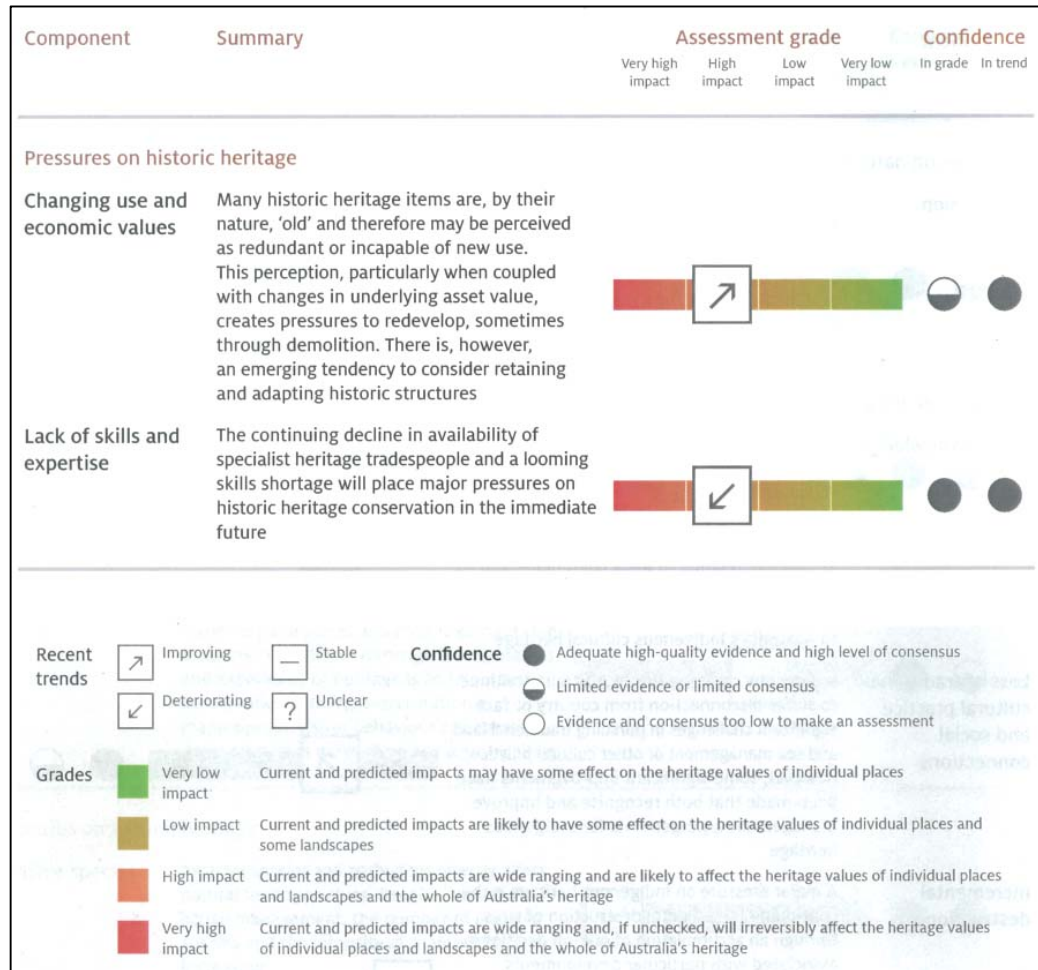 Component Summary Assessment grade Confidence
Very high impact High impact Low impact Very low impact In grade In trend
Pressures on historic heritage
Changing use and
economic values
Many historic heritage items are, by their
nature, ‘old’ and therefore may be perceived
as redundant or incapable of new use.
This perception, particularly when coupled
with changes in underlying asset value,
creates pressures to redevelop, sometimes
through demolition. There is, however,
an emerging tendency to consider retaining
and adapting historic structures
Lack of skills and
expertise
The continuing decline in availability of
specialist heritage tradespeople and a looming
skills shortage will place major pressures on
historic heritage conservation in the immediate
future
Recent
trends
Improving
Stable
Deteriorating
? Unclear
Confidence
Adequate high-quality evidence and high level of consensus
Limited evidence or limited consensus
Evidence and consensus too low to make an assessment
Grades
Very low
impact
Current and predicted impacts may have some effect on the heritage values of individual places
Low impact
Current and predicted impacts are likely to have some effect on the heritage values of individual places and
some landscapes
High impact
Current and predicted impacts are wide ranging and are likely to affect the heritage values of individual places
and landscapes and the whole of Australia’s heritage
Very high
impact
Current and predicted impacts are wide ranging and, if unchecked, will irreversibly affect the heritage values
of individual places and landscapes and the whole of Australia’s heritage